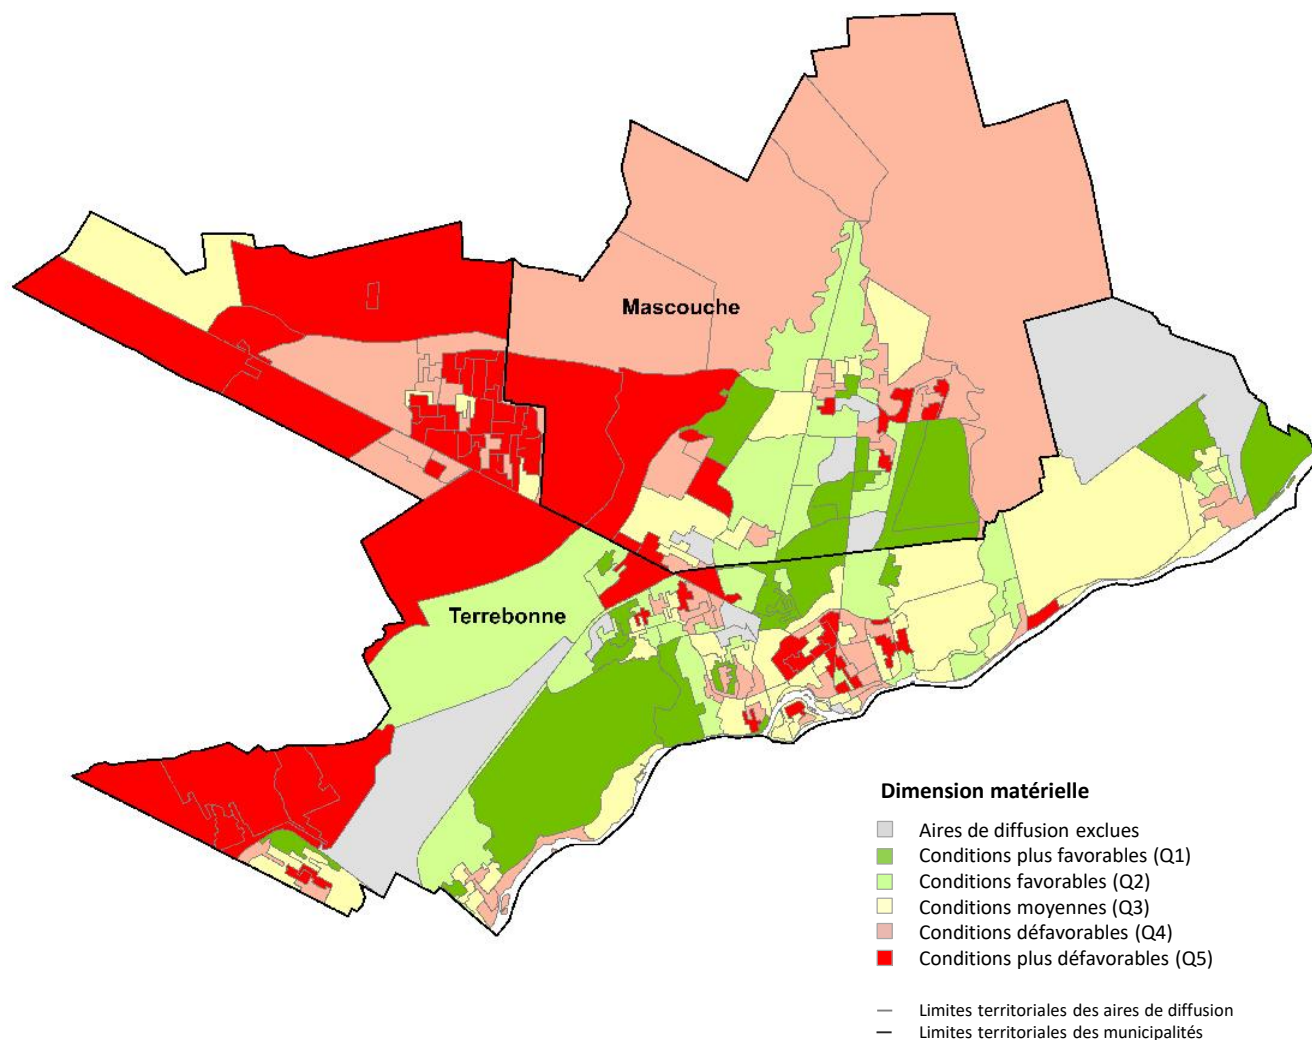 Mascouche
Terrebonne
Dimension matérielle
Aires de diffusion exclues
Conditions plus favorables (Q1)
Conditions favorables (Q2)
Conditions moyennes (Q3)
Conditions défavorables (Q4)
Conditions plus défavorables (Q5)
Limites territoriales des aires de diffusion
Limites territoriales des municipalités